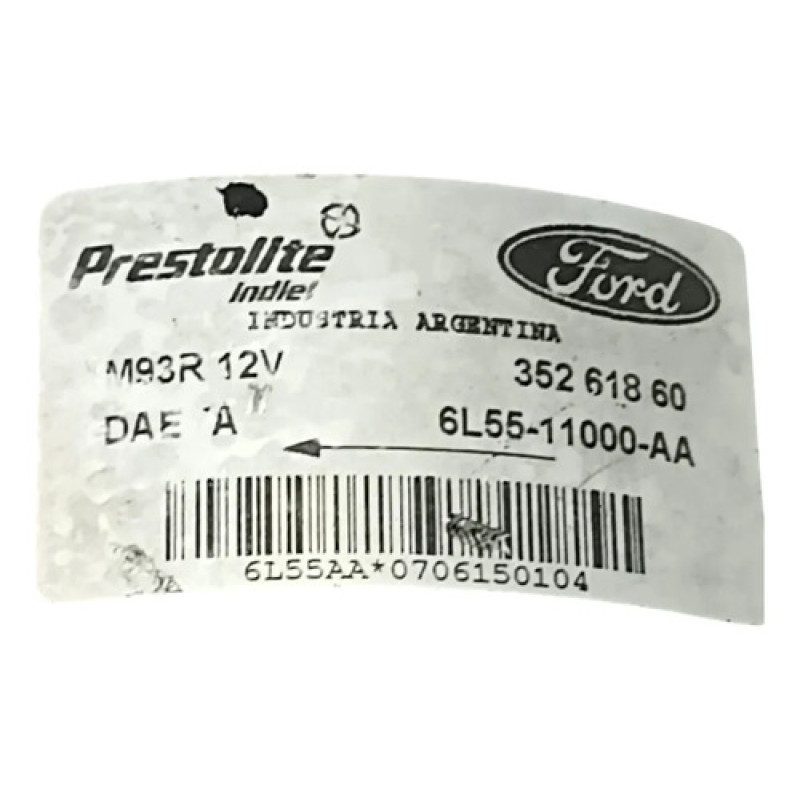 Prestolite
Indiel
Ford
INDUSTRIA ARGENTINA
M93R 12V
352 618 60
6L55-11000-AA
6L55AA*0706150104